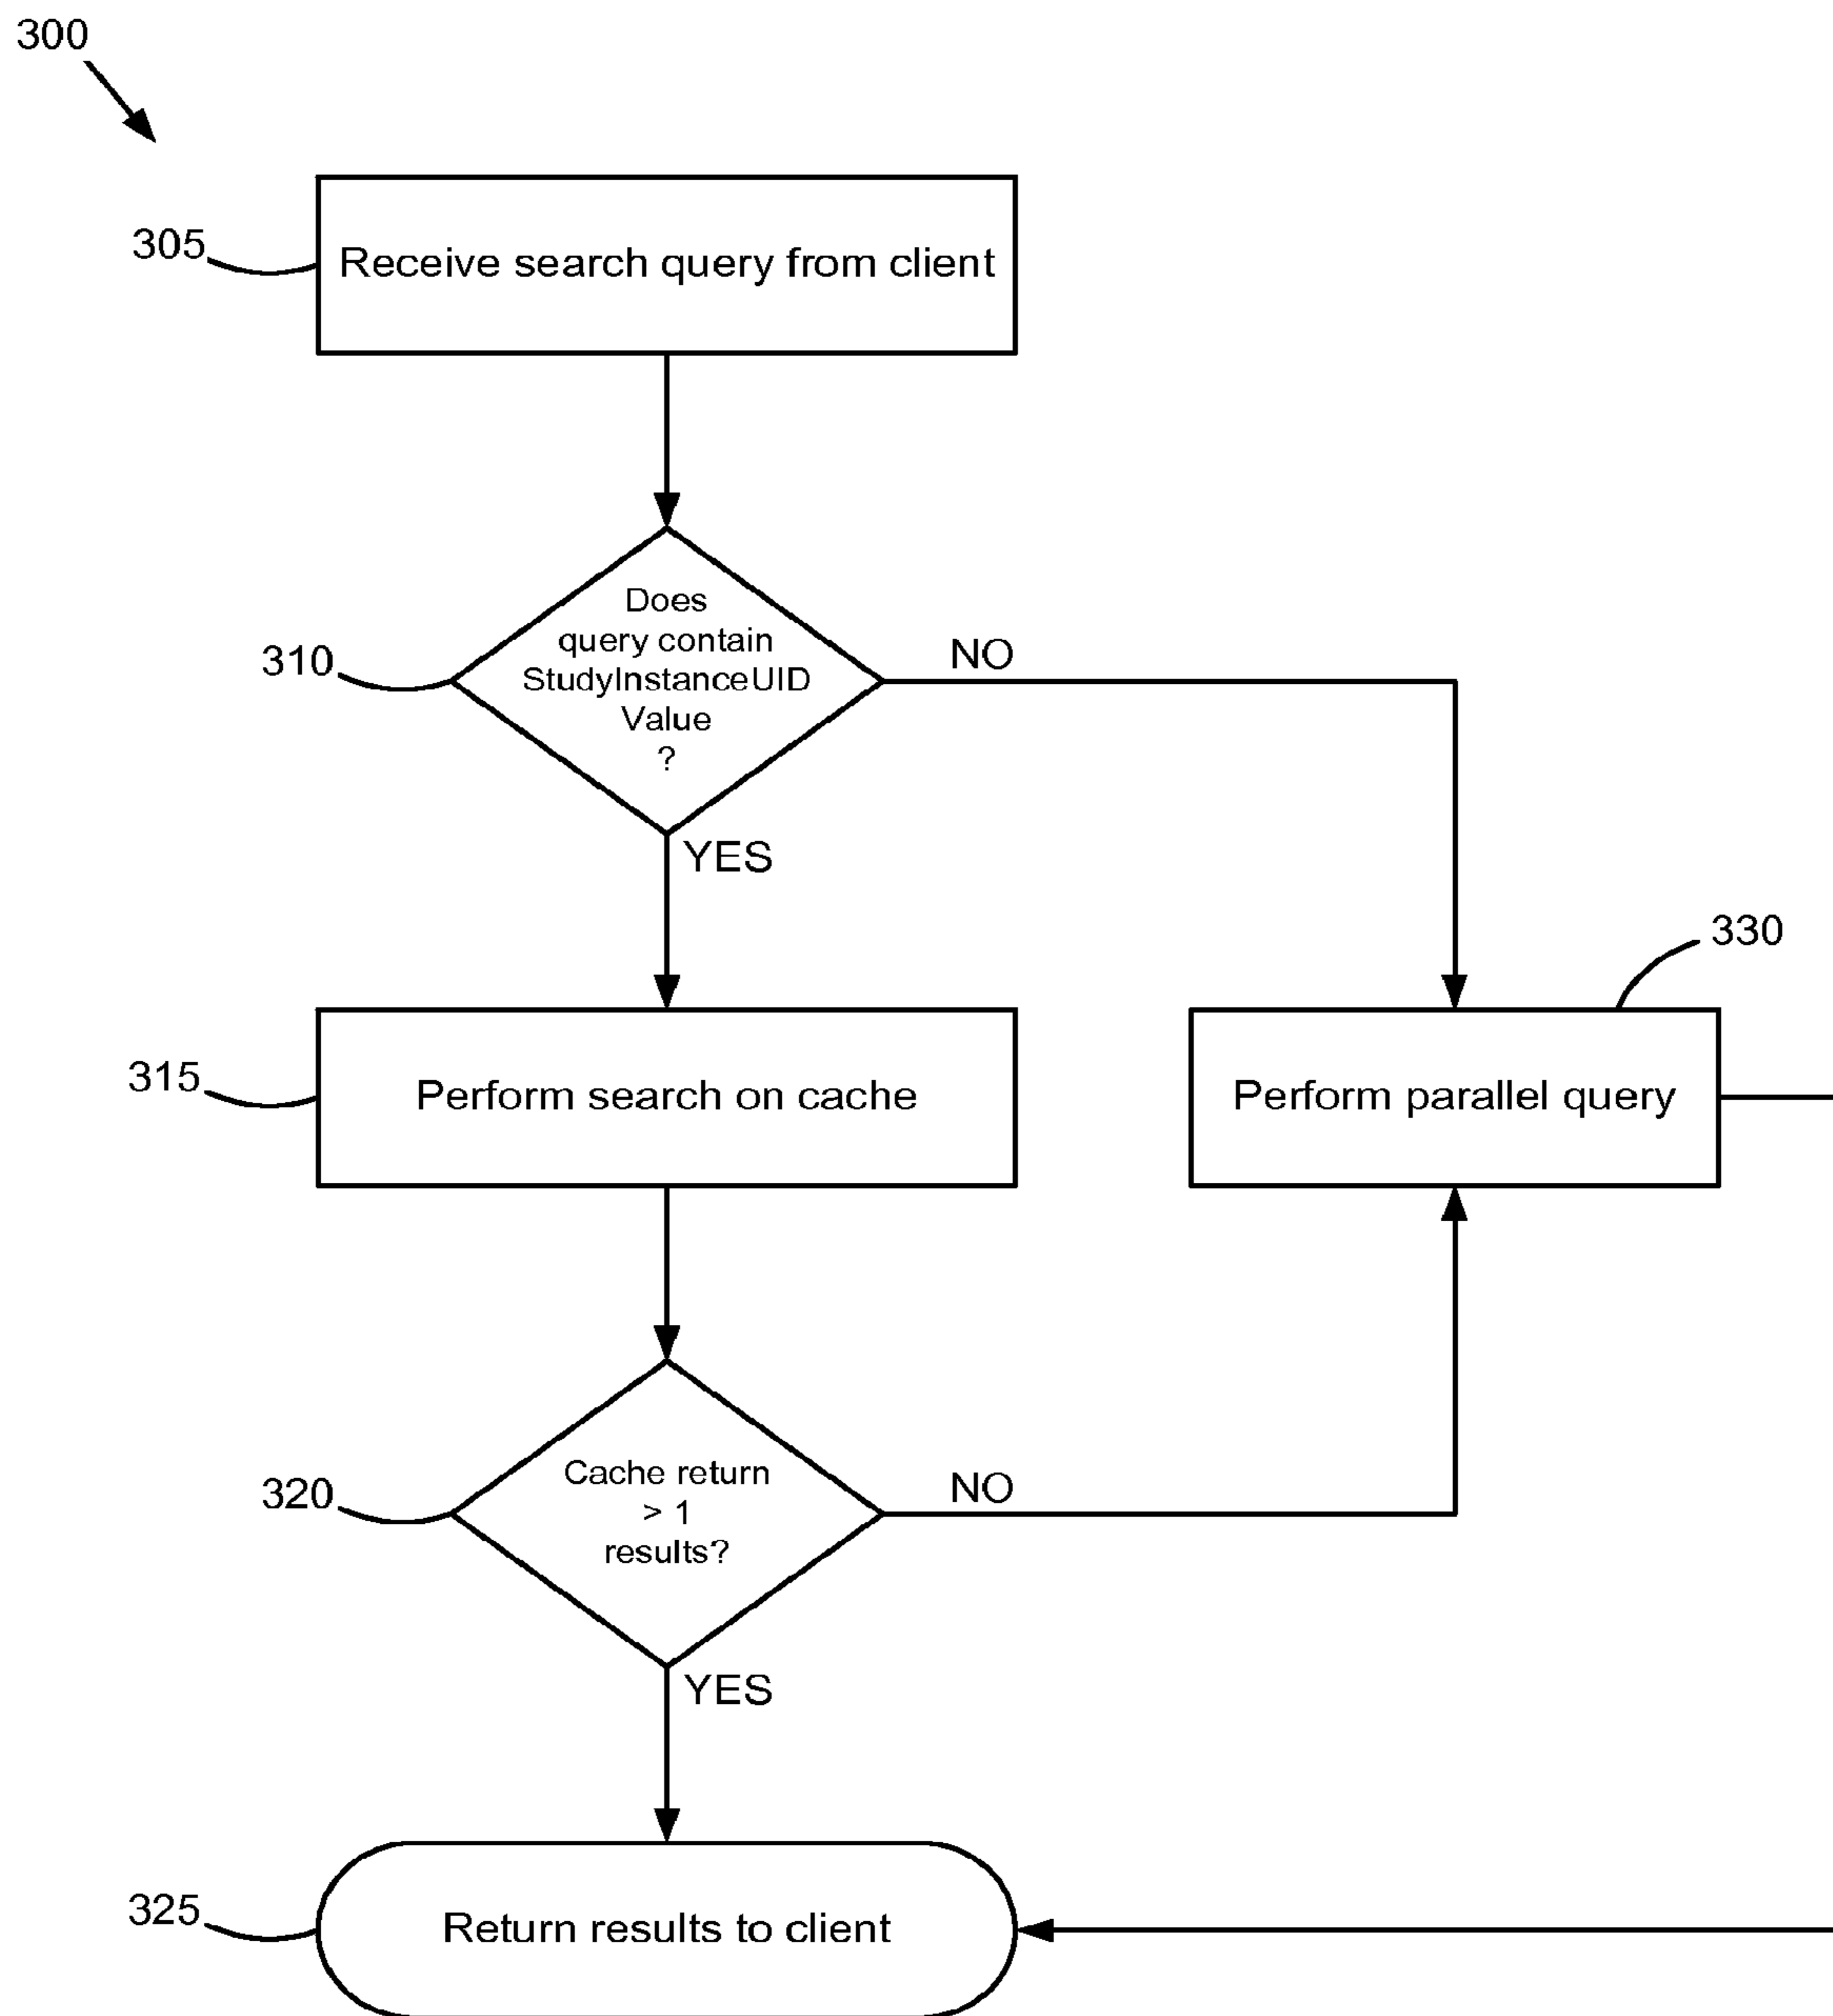 300
305
Receive search query from client
310
Does
query contain
StudyInstanceUID
Value
?
NO
YES
330
315
Perform search on cache
Perform parallel query
320
Cache return
> 1
results?
NO
YES
325
Return results to client